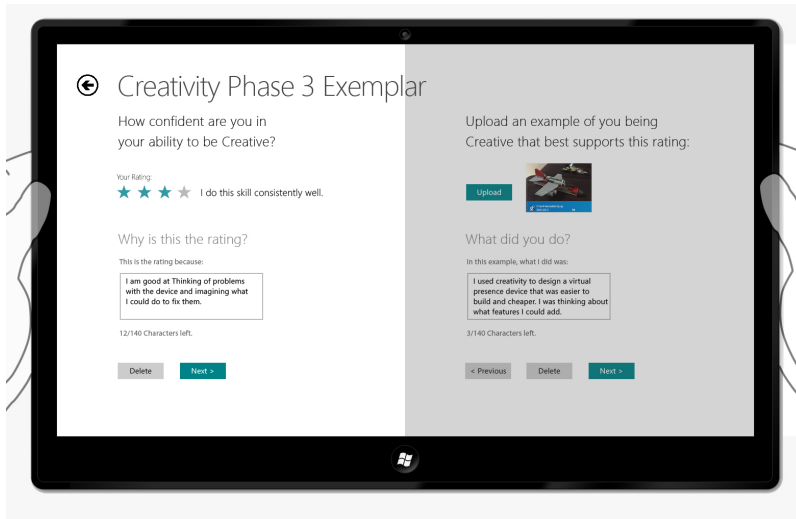 Creativity Phase 3 Exemplar
How confident are you in
your ability to be Creative?
Your Rating:
I do this skill consistently well.
Why is this the rating?
This is the rating because:
I am good at Thinking of problems
with the device and imagining what
I could do to fix them.
12/140 Characters left.
Delete
Next >
Upload an example of you being
Creative that best supports this rating:
Upload
What did you do?
In this example, what I did was:
I used creativity to design a virtual
presence device that was easier to
build and cheaper. I was thinking about
what features I could add.
3/140 Characters left.
< Previous
Delete
Next >